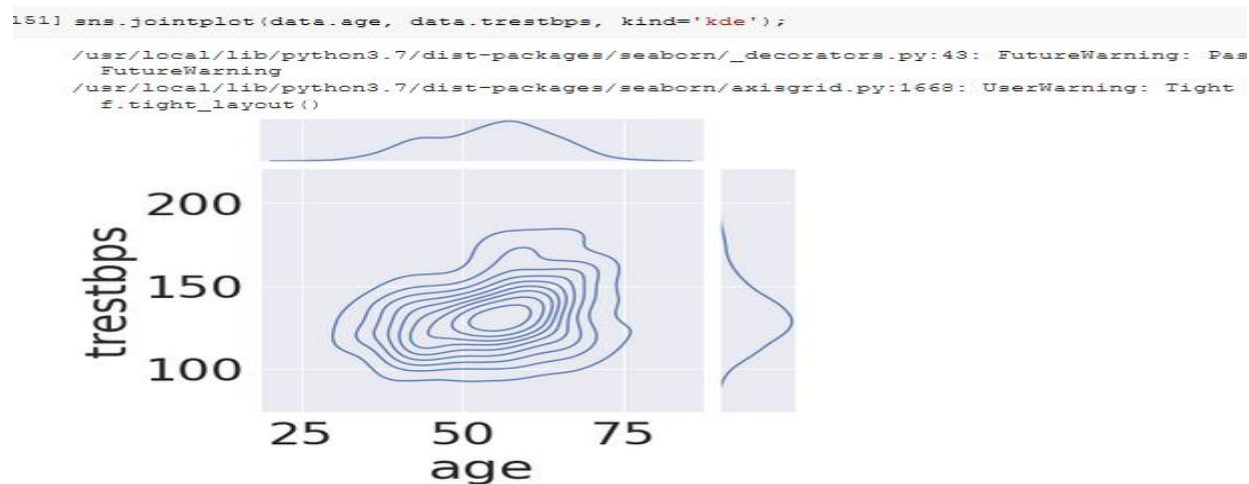 151] sns.jointplot(data.age, data.trestbps, kind='kde');
/usr/local/lib/python3.7/dist-packages/seaborn/_decorators.py:43: FutureWarning: Pas
FutureWarning
/usr/local/lib/python3.7/dist-packages/seaborn/axisgrid.py:1668: UserWarning: Tight
f.tight_layout()
200
150
100
trestbps
25 50 75
age